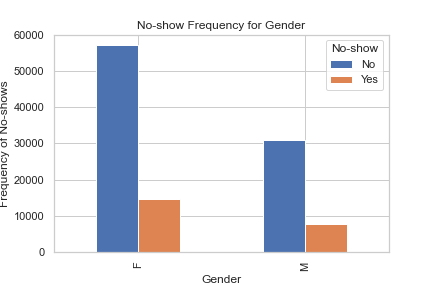 No-show Frequency for Gender
No-show
No
Yes
60000
50000
40000
30000
20000
10000
0
Frequency of No-shows
F
M
Gender